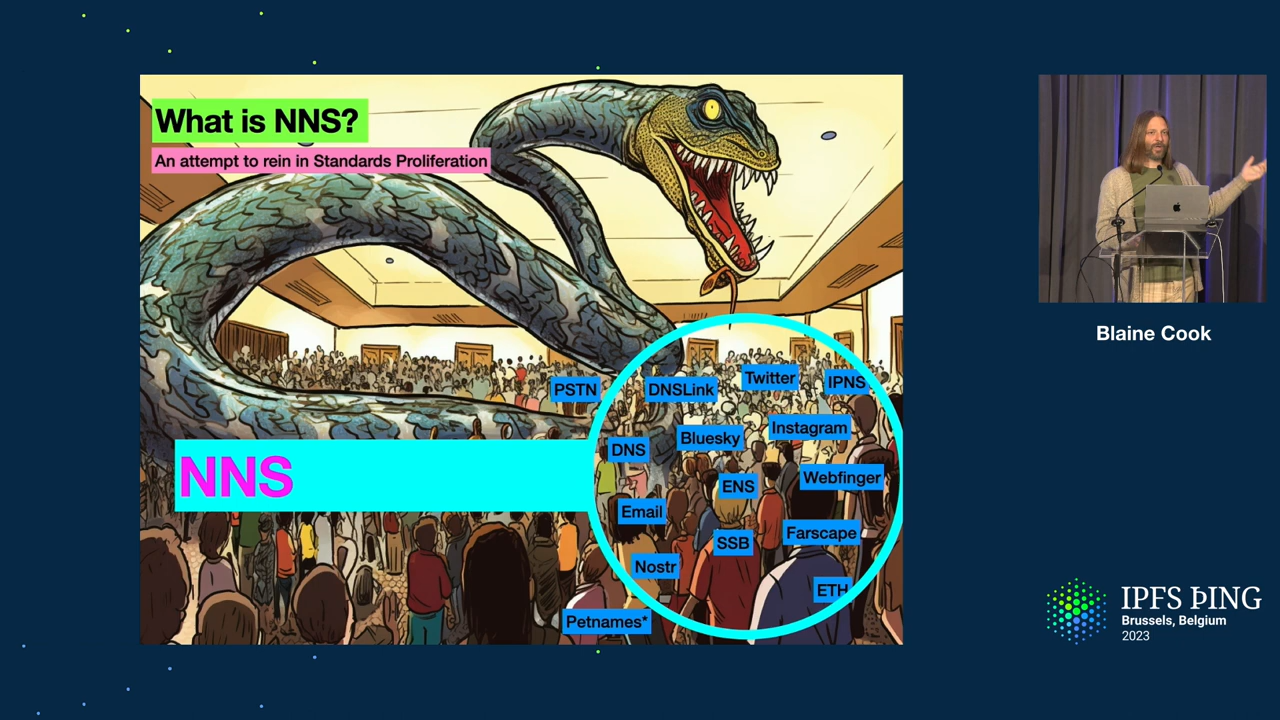 What is NNS?
An attempt to rein in Standards Proliferation
PSTN
DNSLink
Twitter
IPNS
DNS
Bluesky
Instagram
NNS
ENS
Webfinger
Email
SSB
Farscape
Nostr
ETH
Petnames*
Blaine Cook
IPFS ÞING
Brussels, Belgium
2023